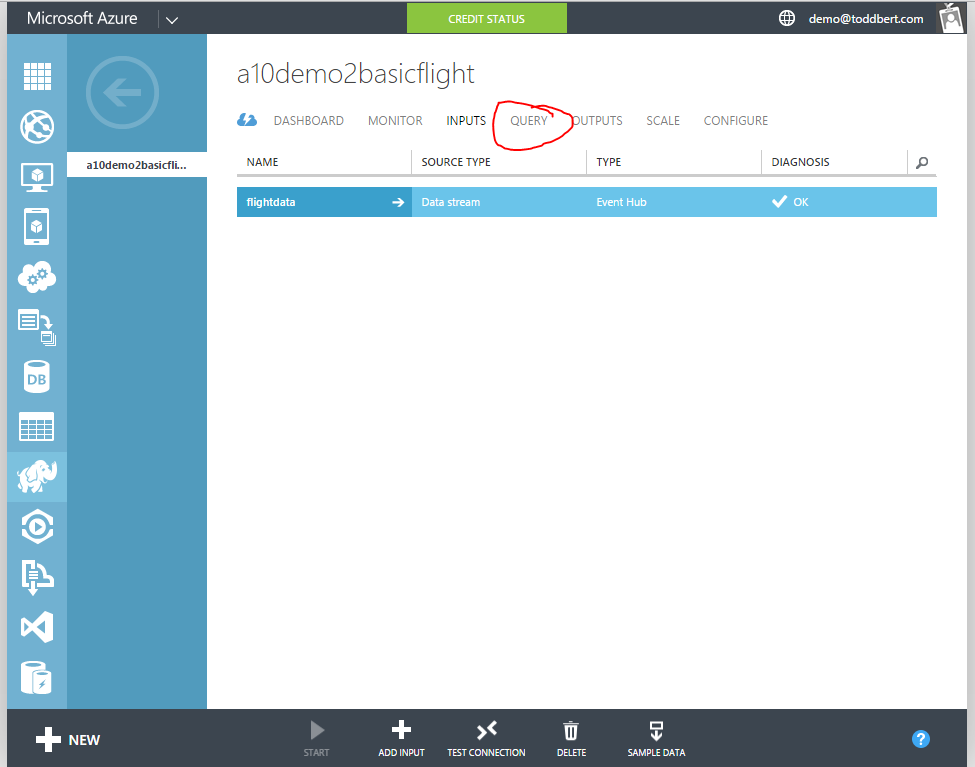 Microsoft Azure
CREDIT STATUS
demo@toddbert.com
a10demo2basicfli...
a10demo2basicflight
DASHBOARD MONITOR INPUTS QUERY OUTPUTS SCALE CONFIGURE
NAME SOURCE TYPE TYPE DIAGNOSIS
flightdata Data stream Event Hub OK
DB
NEW
START ADD INPUT TEST CONNECTION DELETE SAMPLE DATA
?